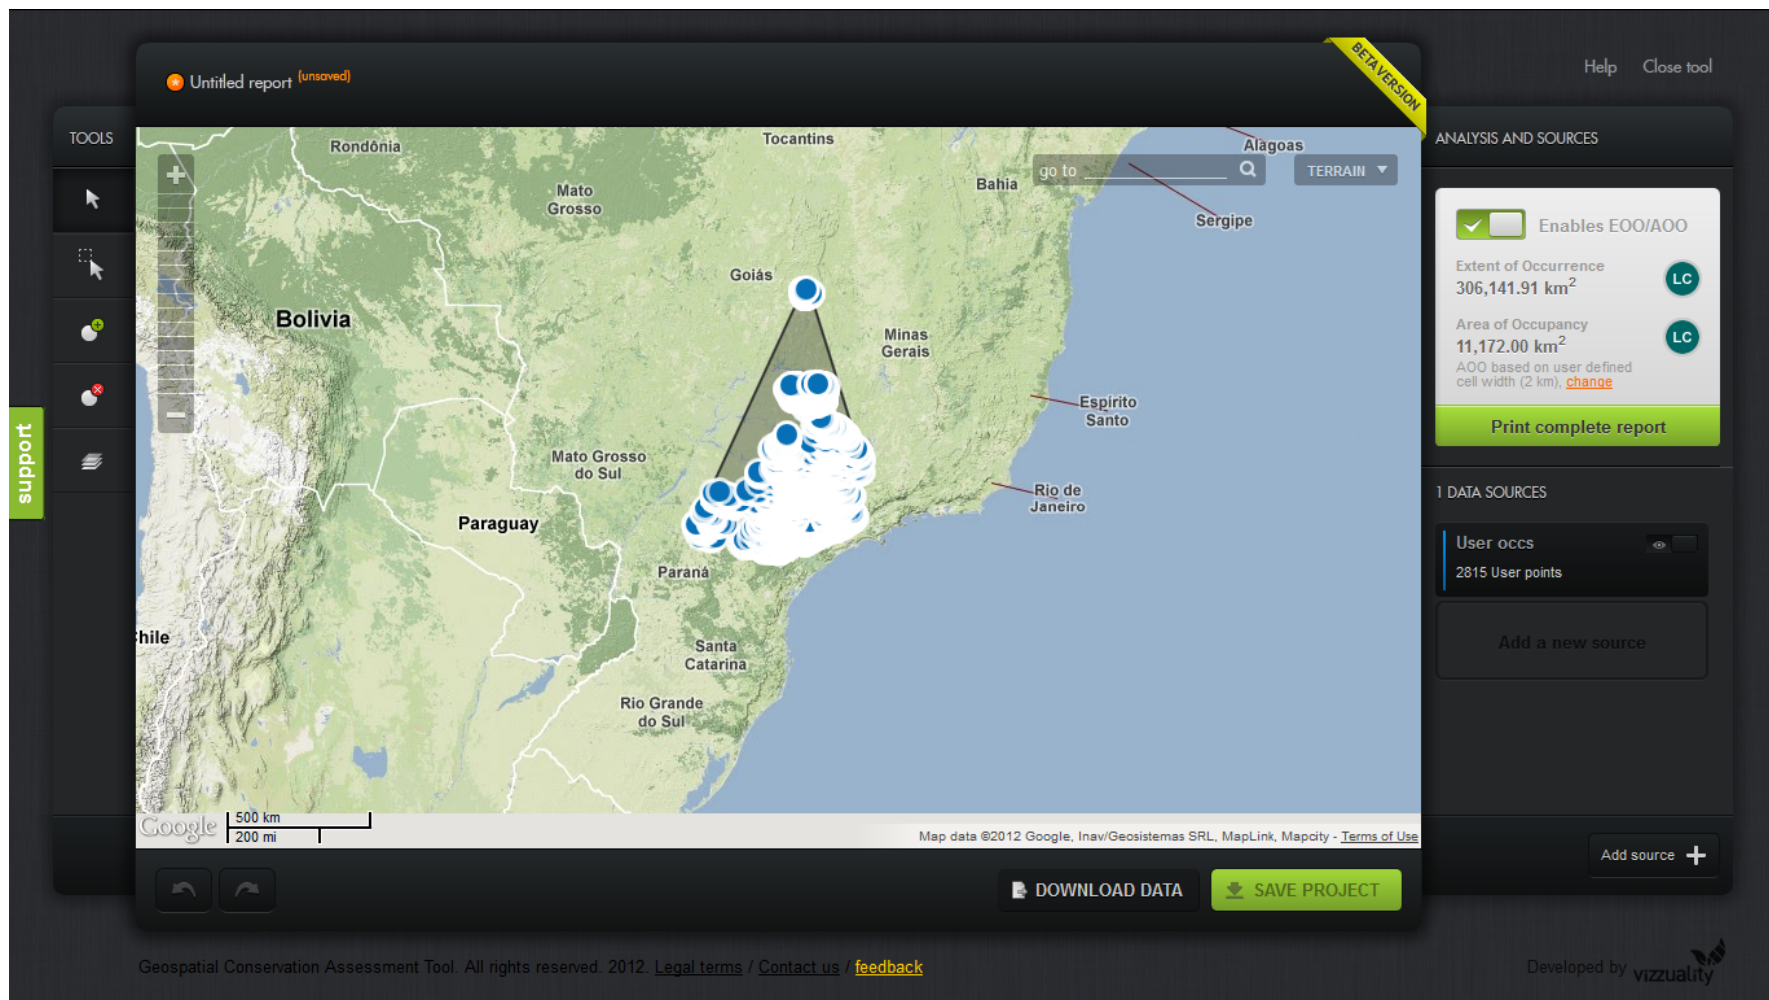 Untitled report (unsaved)
BETA VERSION
Help
Close tool
TOOLS
ANALYSIS AND SOURCES
Rondônia
Tocantins
Alagoas
go to
TERRAIN
Mato
Grosso
Bahia
Sergipe
Enables EOO/AOO
Extent of Occurrence
306,141.91 km²
LC
Goiás
Bolivia
Minas
Gerais
Area of Occupancy
11,172.00 km²
LC
AOO based on user defined
cell width (2 km), change
Espírito
Santo
Print complete report
support
Mato Grosso
do Sul
Rio de
Janeiro
1 DATA SOURCES
Paraguay
User occs
2815 User points
Paraná
hile
Santa
Catarina
Add a new source
Rio Grande
do Sul
Google
500 km
200 mi
Map data ©2012 Google, Inav/Geosistemas SRL, MapLink, Mapcity - Terms of Use
Add source
DOWNLOAD DATA
SAVE PROJECT
Geospatial Conservation Assessment Tool. All rights reserved. 2012. Legal terms / Contact us / feedback
Developed by vizzuality